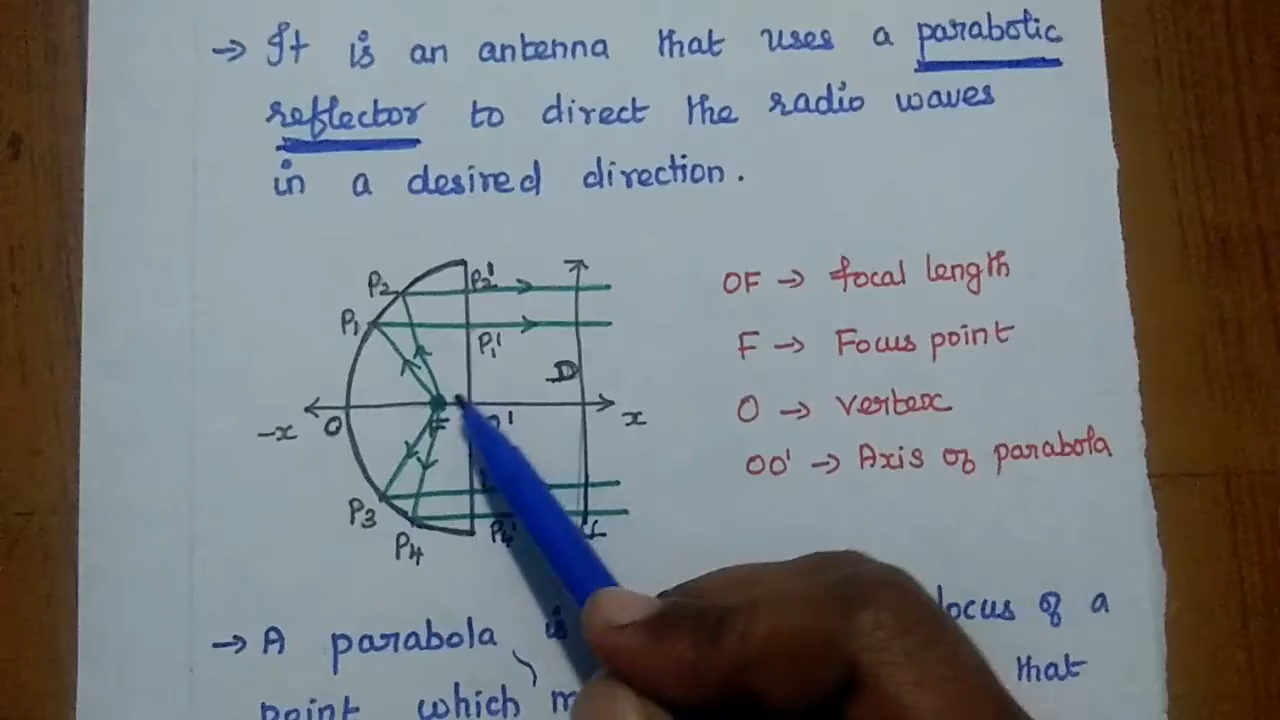 → It is an antenna that uses a parabolic
reflector to direct the radio waves
in a desired direction.
P2 P2'
P1 P1'
D
-x O F O' x
P3
P4 P4'
OF → focal length
F → Focus point
O → vertex
OO' → Axis of parabola
→ A parabola is locus of a
point which that